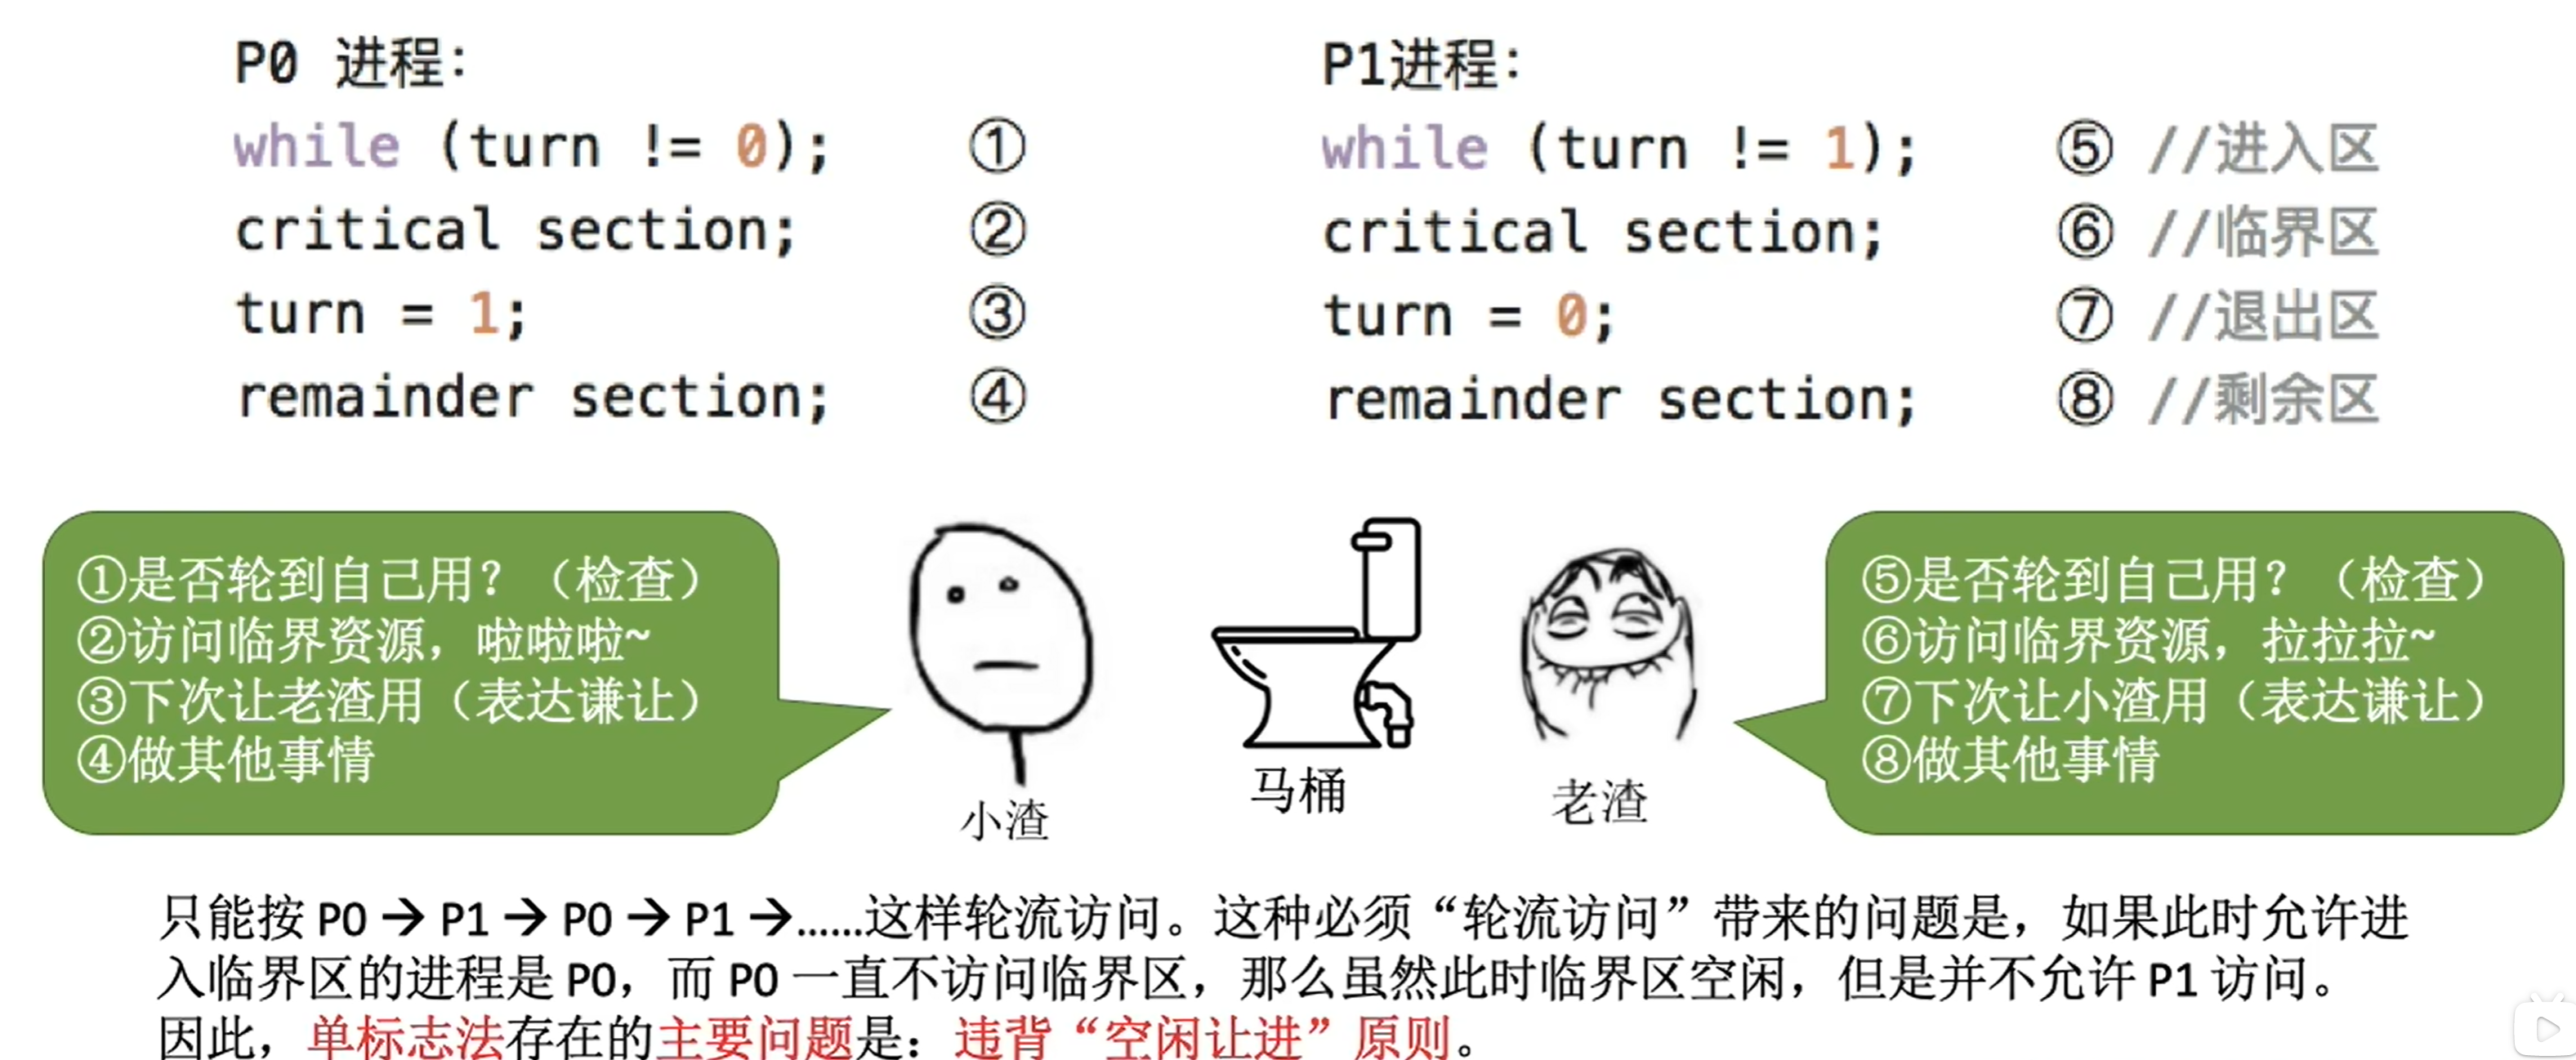 P0 进程：
while (turn != 0); ①
critical section; ②
turn = 1; ③
remainder section; ④
P1进程：
while (turn != 1); ⑤ //进入区
critical section; ⑥ //临界区
turn = 0; ⑦ //退出区
remainder section; ⑧ //剩余区
①是否轮到自己用？（检查）
②访问临界资源，啦啦啦~
③下次让老渣用（表达谦让）
④做其他事情
小渣
马桶
老渣
⑤是否轮到自己用？（检查）
⑥访问临界资源，拉拉拉~
⑦下次让小渣用（表达谦让）
⑧做其他事情
只能按 P0 → P1 → P0 → P1 →……这样轮流访问。这种必须“轮流访问”带来的问题是，如果此时允许进
入临界区的进程是 P0，而 P0 一直不访问临界区，那么虽然此时临界区空闲，但是并不允许 P1 访问。
因此，单标志法存在的主要问题是：违背“空闲让进”原则。